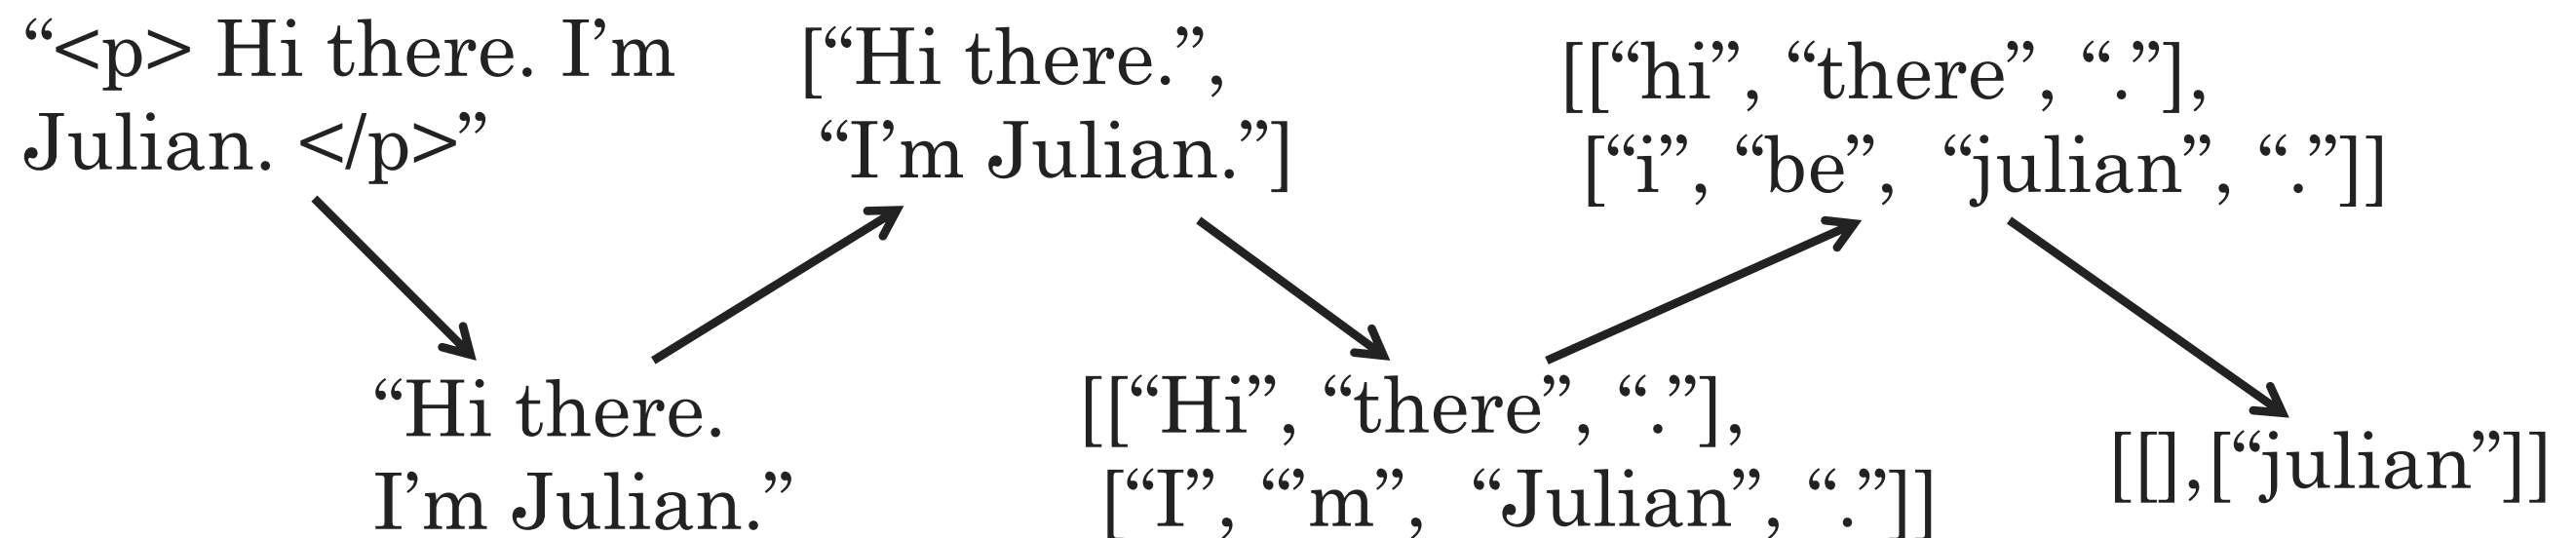 “<p> Hi there. I’m
Julian. </p>”
“Hi there.
I’m Julian.”
[“Hi there.”,
“I’m Julian.”]
[[“Hi”, “there”, “.”],
[“I”, “’m”, “Julian”, “.”]]
[[“hi”, “there”, “.”],
[“i”, “be”, “julian”, “.”]]
[[],[“julian”]]